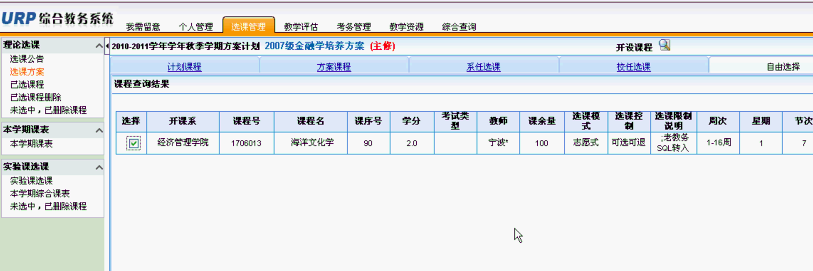 URP综合教务系统
我需留意 个人管理 选课管理 教学评估 考务管理 教学资源 综合查询
理论选课
选课公告
选课方案
已选课程
已选课程删除
未选中，已删除课程
本学期课表
本学期课表
实验课选课
实验课选课
本学期综合课表
未选中，已删除课程
2010-2011学年学年秋季学期方案计划 2007级金融学培养方案 (主修) 开设课程
计划课程 方案课程 系任选课 校任选课 自由选择
课程查询结果
选择 开课系 课程号 课程名 课序号 学分 考试类型 教师 课余量 选课模式 选课控制 选课限制说明 周次 星期 节次
经济管理学院 1706013 海洋文化学 90 2.0 宁波* 100 志愿式 可选可退 ;老教务SQL转入 1-16周 1 7